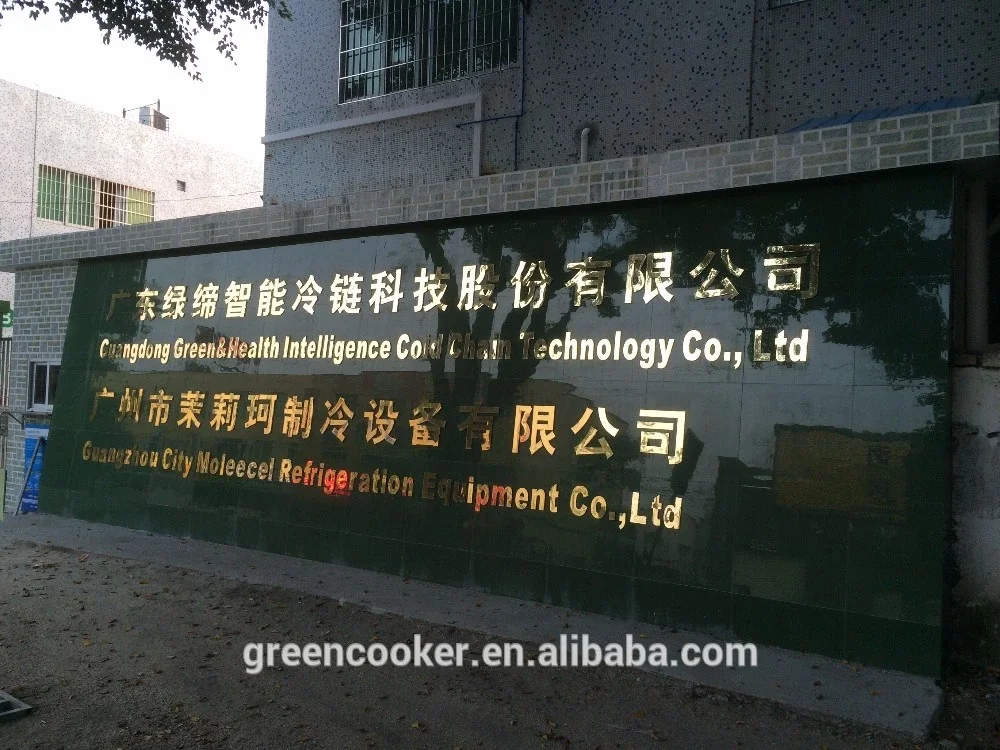 广东绿缔智能冷链科技股份有限公司
Guangdong Green&Health Intelligence Cold Chain Technology Co., Ltd
广州市茉莉珂制冷设备有限公司
Guangzhou City Moleecel Refrigeration Equipment Co.,Ltd
greencooker.en.alibaba.com